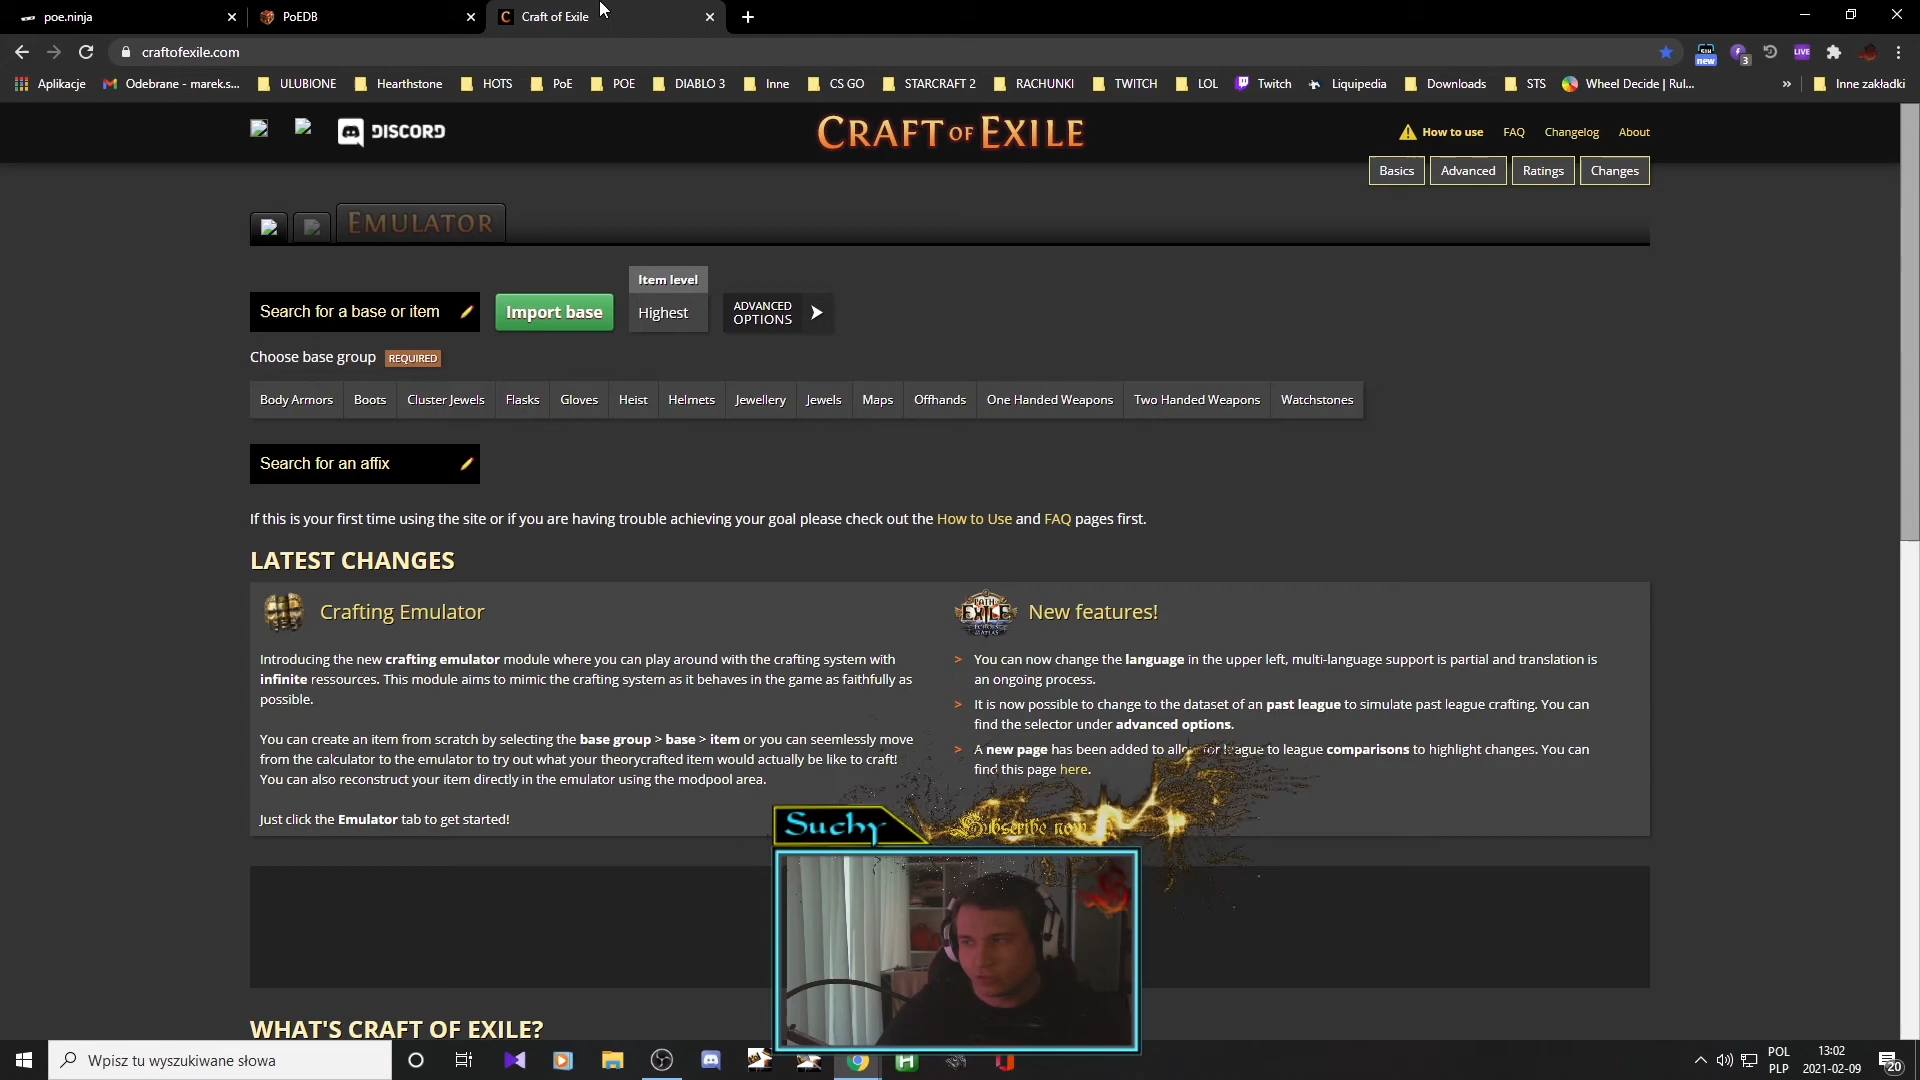 poe.ninja
PoEDB
Craft of Exile
craftofexile.com
new
3
LIVE
Aplikacje
Odebrane - marek.s...
ULUBIONE
Hearthstone
HOTS
PoE
POE
DIABLO 3
Inne
CS GO
STARCRAFT 2
RACHUNKI
TWITCH
LOL
Twitch
Liquipedia
Downloads
STS
Wheel Decide | Rul...
»
Inne zakładki
DISCORD
CRAFT OF EXILE
How to use
FAQ
Changelog
About
Basics
Advanced
Ratings
Changes
EMULATOR
Item level
Search for a base or item
Import base
Highest
ADVANCED
OPTIONS
Choose base group REQUIRED
Body Armors
Boots
Cluster Jewels
Flasks
Gloves
Heist
Helmets
Jewellery
Jewels
Maps
Offhands
One Handed Weapons
Two Handed Weapons
Watchstones
Search for an affix
If this is your first time using the site or if you are having trouble achieving your goal please check out the How to Use and FAQ pages first.
LATEST CHANGES
Crafting Emulator
Introducing the new crafting emulator module where you can play around with the crafting system with
infinite ressources. This module aims to mimic the crafting system as it behaves in the game as faithfully as
possible.
You can create an item from scratch by selecting the base group > base > item or you can seemlessly move
from the calculator to the emulator to try out what your theorycrafted item would actually be like to craft!
You can also reconstruct your item directly in the emulator using the modpool area.
Just click the Emulator tab to get started!
PATH
EXILE
ECHOES
ATLAS
New features!
> You can now change the language in the upper left, multi-language support is partial and translation is
an ongoing process.
> It is now possible to change to the dataset of an past league to simulate past league crafting. You can
find the selector under advanced options.
> A new page has been added to allow for league to league comparisons to highlight changes. You can
find this page here.
Suchy
Subscribe now
WHAT'S CRAFT OF EXILE?
Wpisz tu wyszukiwane słowa
POL
PLP
13:02
2021-02-09
20